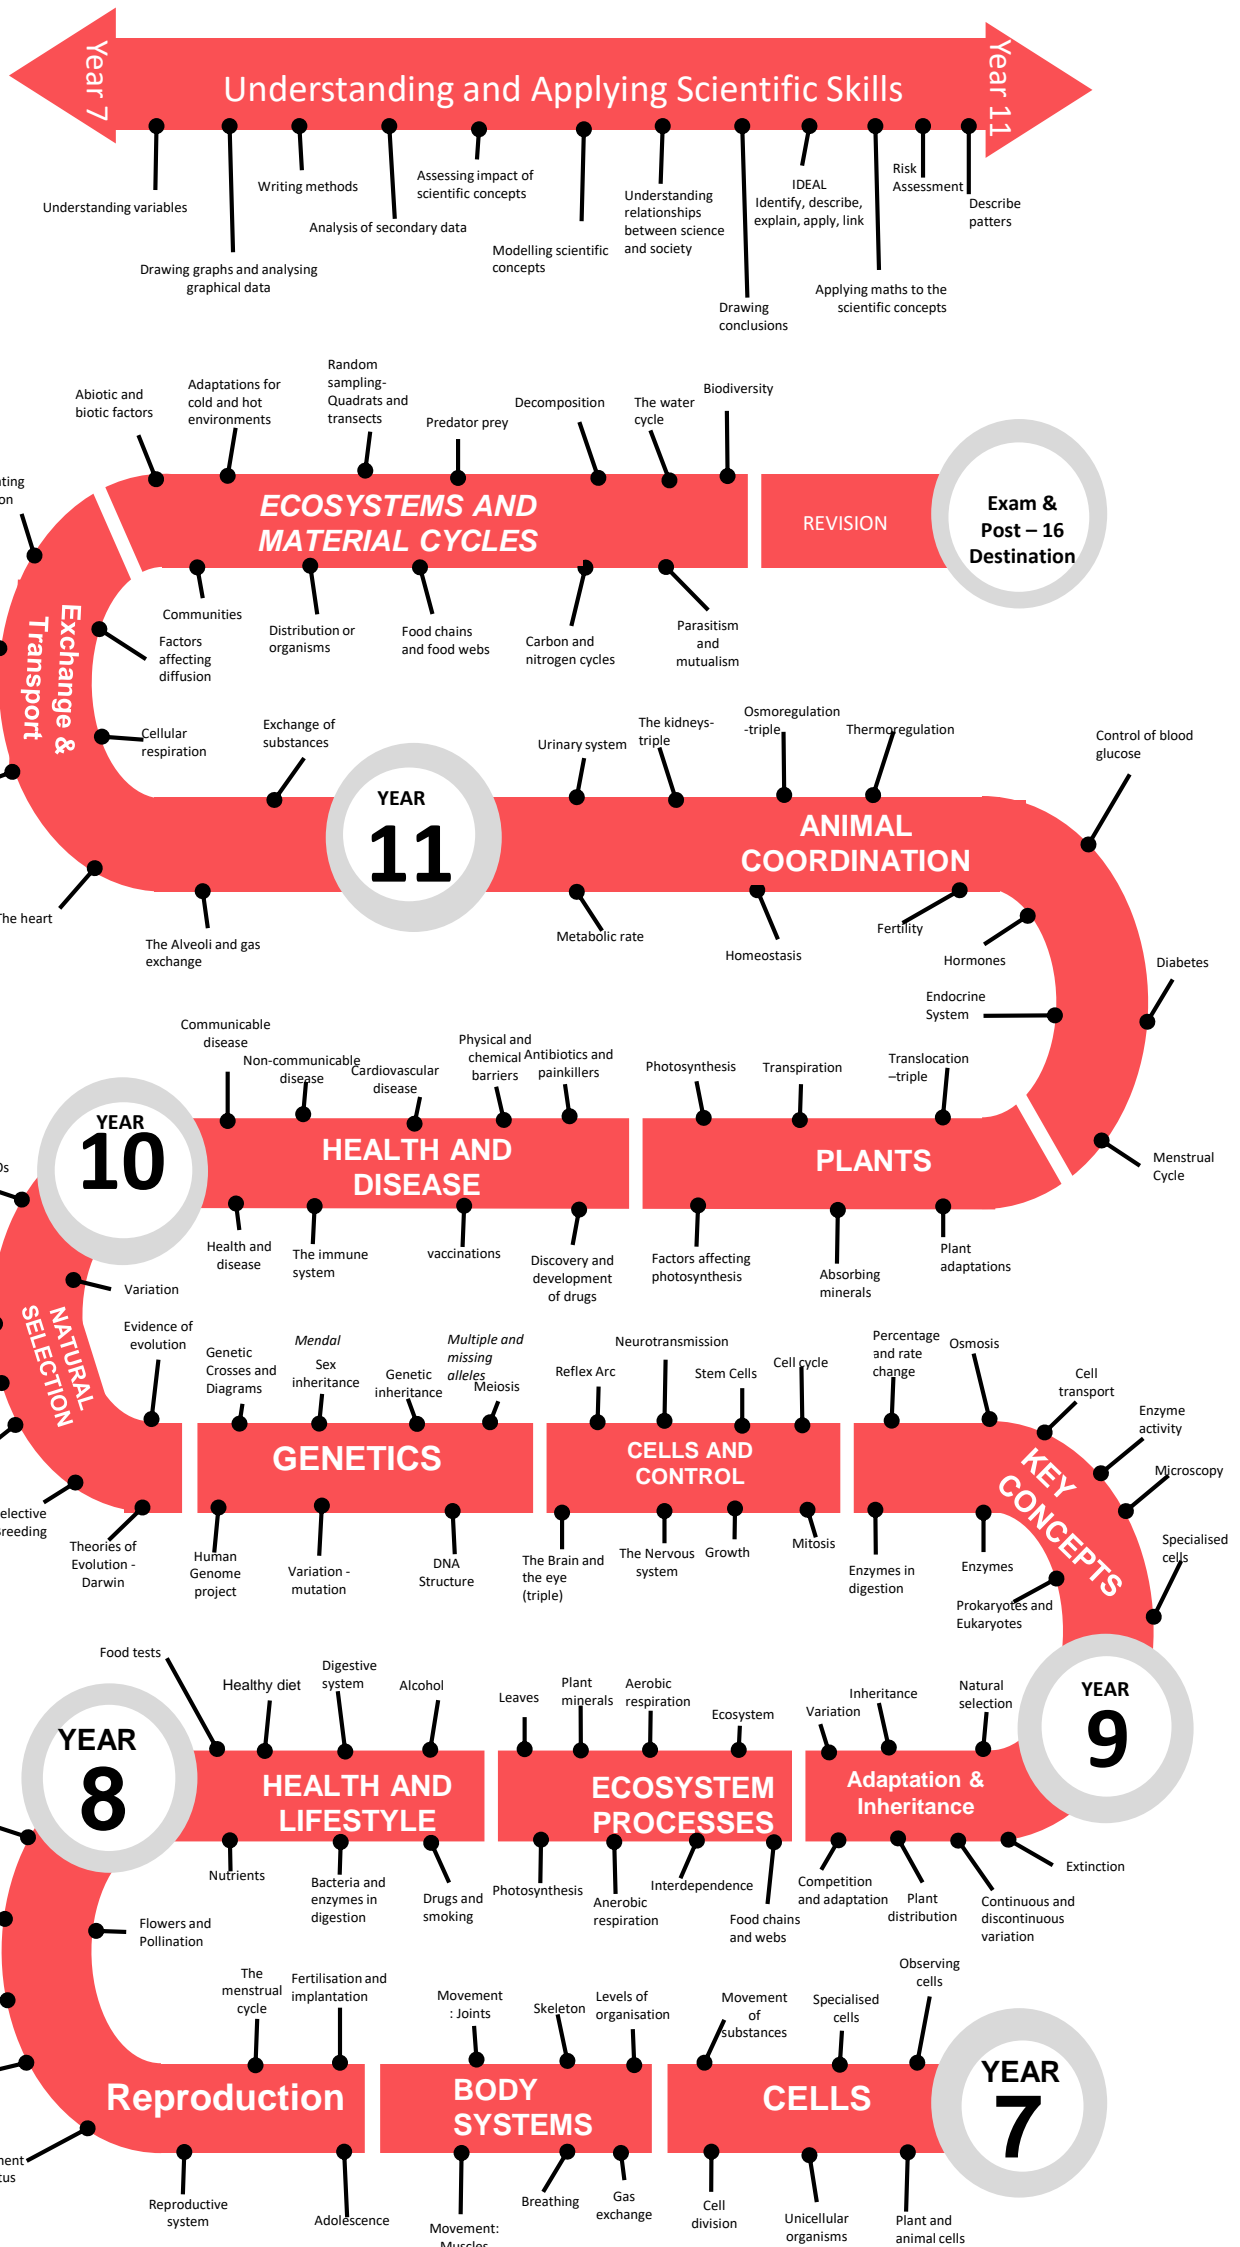 Year 7
Understanding and Applying Scientific Skills
Year 11
Understanding variables
Drawing graphs and analysing
graphical data
Writing methods
Analysis of secondary data
Assessing impact of
scientific concepts
Modelling scientific
concepts
Understanding
relationships
between science
and society
Drawing
conclusions
IDEAL
Identify, describe,
explain, apply, link
Applying maths to the
scientific concepts
Risk
Assessment
Describe
patters
Abiotic and
biotic factors
Adaptations for
cold and hot
environments
Random
sampling-
Quadrats and
transects
Predator prey
Decomposition
The water
cycle
Biodiversity
ECOSYSTEMS AND
MATERIAL CYCLES
REVISION
Exam &
Post – 16
Destination
Communities
Distribution or
organisms
Food chains
and food webs
Carbon and
nitrogen cycles
Parasitism
and
mutualism
Exchange &
Transport
Factors
affecting
diffusion
Cellular
respiration
Exchange of
substances
The heart
The Alveoli and gas
exchange
YEAR
11
Urinary system
The kidneys-
triple
Osmoregulation
-triple
Thermoregulation
Control of blood
glucose
ANIMAL
COORDINATION
Metabolic rate
Homeostasis
Fertility
Hormones
Endocrine
System
Diabetes
Menstrual
Cycle
Communicable
disease
Non-communicable
disease
Cardiovascular
disease
Physical and
chemical
barriers
Antibiotics and
painkillers
Photosynthesis
Transpiration
Translocation
–triple
YEAR
10
HEALTH AND
DISEASE
PLANTS
Health and
disease
The immune
system
vaccinations
Discovery and
development
of drugs
Factors affecting
photosynthesis
Absorbing
minerals
Plant
adaptations
Variation
NATURAL
SELECTION
Evidence of
evolution
Genetic
Crosses and
Diagrams
Mendal
Sex
inheritance
Genetic
inheritance
Multiple and
missing
alleles
Meiosis
Reflex Arc
Neurotransmission
Stem Cells
Cell cycle
Percentage
and rate
change
Osmosis
Cell
transport
Enzyme
activity
Microscopy
Specialised
cells
GENETICS
CELLS AND
CONTROL
KEY
CONCEPTS
elective
Breeding
Theories of
Evolution -
Darwin
Human
Genome
project
Variation -
mutation
DNA
Structure
The Brain and
the eye
(triple)
The Nervous
system
Growth
Mitosis
Enzymes in
digestion
Enzymes
Prokaryotes and
Eukaryotes
Food tests
Healthy diet
Digestive
system
Alcohol
Leaves
Plant
minerals
Aerobic
respiration
Ecosystem
Variation
Inheritance
Natural
selection
YEAR
9
YEAR
8
HEALTH AND
LIFESTYLE
ECOSYSTEM
PROCESSES
Adaptation &
Inheritance
Nutrients
Bacteria and
enzymes in
digestion
Drugs and
smoking
Photosynthesis
Anerobic
respiration
Interdependence
Food chains
and webs
Competition
and adaptation
Plant
distribution
Continuous and
discontinuous
variation
Extinction
Flowers and
Pollination
The
menstrual
cycle
Fertilisation and
implantation
Movement
: Joints
Skeleton
Levels of
organisation
Movement
of
substances
Specialised
cells
Observing
cells
Reproduction
BODY
SYSTEMS
CELLS
YEAR
7
Reproductive
system
Adolescence
Movement:
Muscles
Breathing
Gas
exchange
Cell
division
Unicellular
organisms
Plant and
animal cells